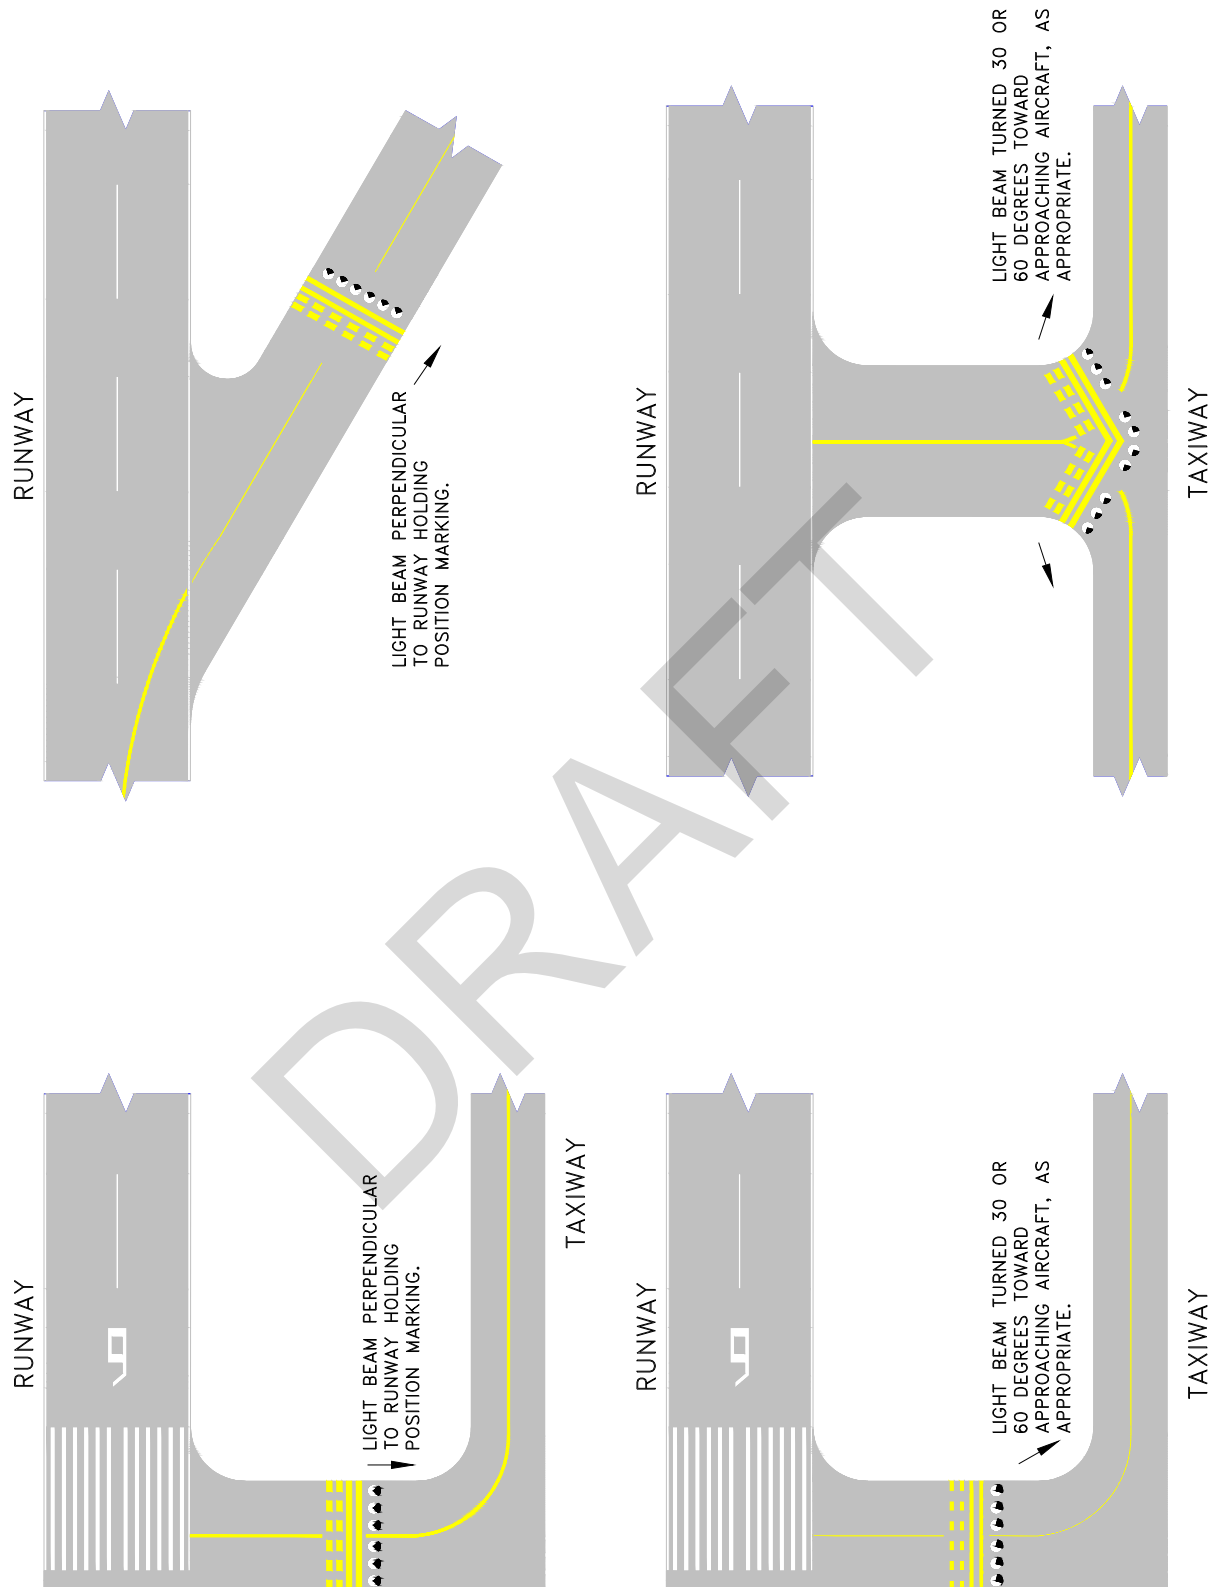 RUNWAY
LIGHT BEAM PERPENDICULAR
TO RUNWAY HOLDING
POSITION MARKING.
TAXIWAY
RUNWAY
LIGHT BEAM PERPENDICULAR
TO RUNWAY HOLDING
POSITION MARKING.
RUNWAY
LIGHT BEAM TURNED 30 OR
60 DEGREES TOWARD
APPROACHING AIRCRAFT, AS
APPROPRIATE.
TAXIWAY
RUNWAY
LIGHT BEAM TURNED 30 OR
60 DEGREES TOWARD
APPROACHING AIRCRAFT, AS
APPROPRIATE.
TAXIWAY
DRAFT